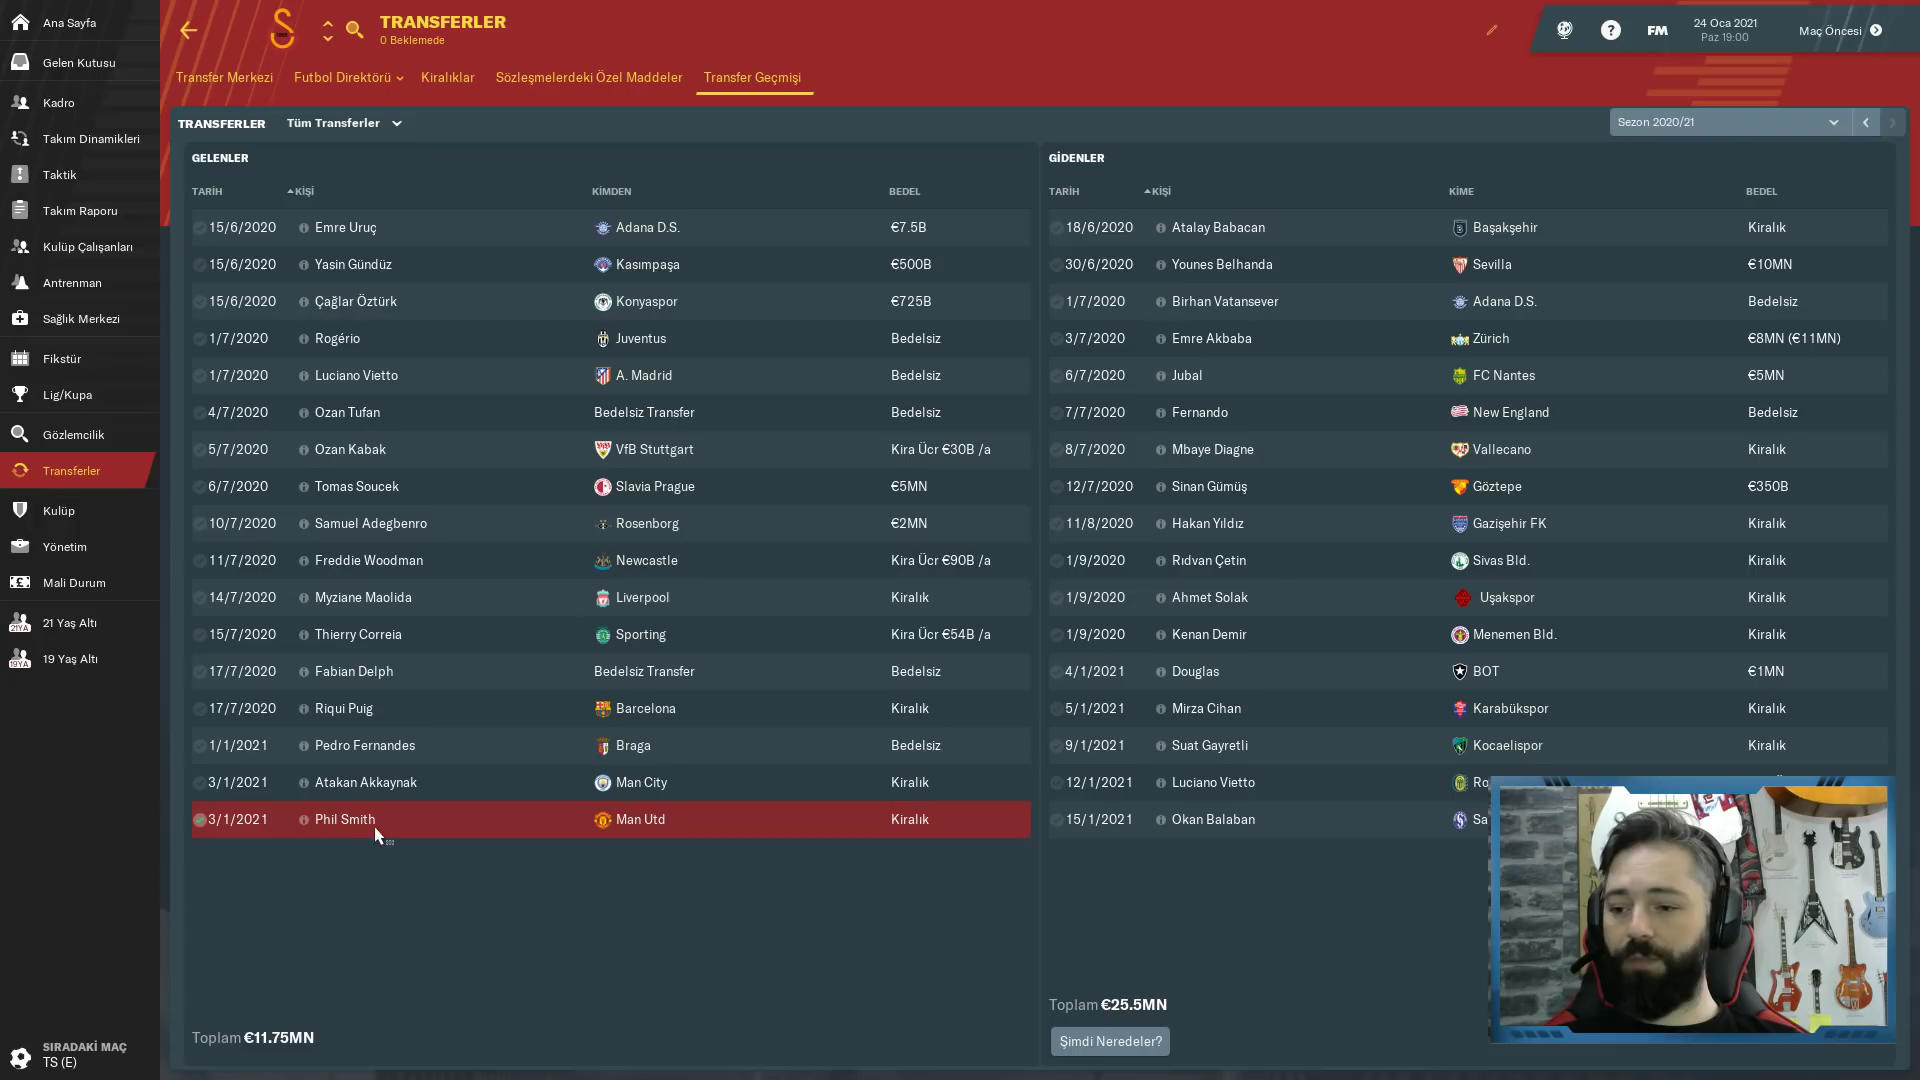 Ana Sayfa
Gelen Kutusu
Kadro
Takım Dinamikleri
Taktik
Takım Raporu
Kulüp Çalışanları
Antrenman
Sağlık Merkezi
Fikstür
Lig/Kupa
Gözlemcilik
Transferler
Kulüp
Yönetim
Mali Durum
21YA 21 Yaş Altı
19YA 19 Yaş Altı
SIRADAKİ MAÇ
TS (E)
TRANSFERLER
0 Beklemede
? FM 24 Oca 2021
Paz 19:00
Maç Öncesi
Transfer Merkezi Futbol Direktörü Kiralıklar Sözleşmelerdeki Özel Maddeler Transfer Geçmişi
TRANSFERLER Tüm Transferler Sezon 2020/21
GELENLER
TARİH KİŞİ KİMDEN BEDEL
15/6/2020 Emre Uruç Adana D.S. €7.5B
15/6/2020 Yasin Gündüz Kasımpaşa €500B
15/6/2020 Çağlar Öztürk Konyaspor €725B
1/7/2020 Rogério Juventus Bedelsiz
1/7/2020 Luciano Vietto A. Madrid Bedelsiz
4/7/2020 Ozan Tufan Bedelsiz Transfer Bedelsiz
5/7/2020 Ozan Kabak VfB Stuttgart Kira Ücr €30B /a
6/7/2020 Tomas Soucek Slavia Prague €5MN
10/7/2020 Samuel Adegbenro Rosenborg €2MN
11/7/2020 Freddie Woodman Newcastle Kira Ücr €90B /a
14/7/2020 Myziane Maolida Liverpool Kiralık
15/7/2020 Thierry Correia Sporting Kira Ücr €54B /a
17/7/2020 Fabian Delph Bedelsiz Transfer Bedelsiz
17/7/2020 Riqui Puig Barcelona Kiralık
1/1/2021 Pedro Fernandes Braga Bedelsiz
3/1/2021 Atakan Akkaynak Man City Kiralık
3/1/2021 Phil Smith Man Utd Kiralık
Toplam €11.75MN
GİDENLER
TARİH KİŞİ KİME BEDEL
18/6/2020 Atalay Babacan Başakşehir Kiralık
30/6/2020 Younes Belhanda Sevilla €10MN
1/7/2020 Birhan Vatansever Adana D.S. Bedelsiz
3/7/2020 Emre Akbaba Zürich €8MN (€11MN)
6/7/2020 Jubal FC Nantes €5MN
7/7/2020 Fernando New England Bedelsiz
8/7/2020 Mbaye Diagne Vallecano Kiralık
12/7/2020 Sinan Gümüş Göztepe €350B
11/8/2020 Hakan Yıldız Gazişehir FK Kiralık
1/9/2020 Rıdvan Çetin Sivas Bld. Kiralık
1/9/2020 Ahmet Solak Uşakspor Kiralık
1/9/2020 Kenan Demir Menemen Bld. Kiralık
4/1/2021 Douglas BOT €1MN
5/1/2021 Mirza Cihan Karabükspor Kiralık
9/1/2021 Suat Gayretli Kocaelispor Kiralık
12/1/2021 Luciano Vietto Ro
15/1/2021 Okan Balaban Sa
Toplam €25.5MN
Şimdi Neredeler?